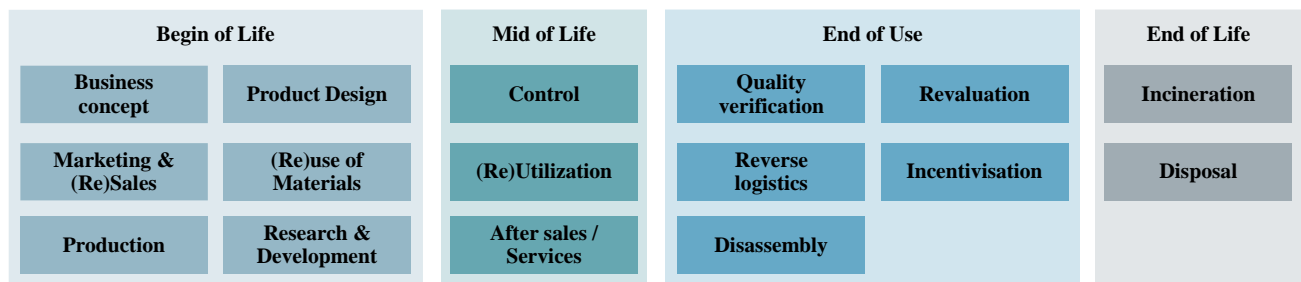 Begin of Life
Business
concept
Product Design
Marketing &
(Re)Sales
(Re)use of
Materials
Production
Research &
Development
Mid of Life
Control
(Re)Utilization
After sales /
Services
End of Use
Quality
verification
Revaluation
Reverse
logistics
Incentivisation
Disassembly
End of Life
Incineration
Disposal